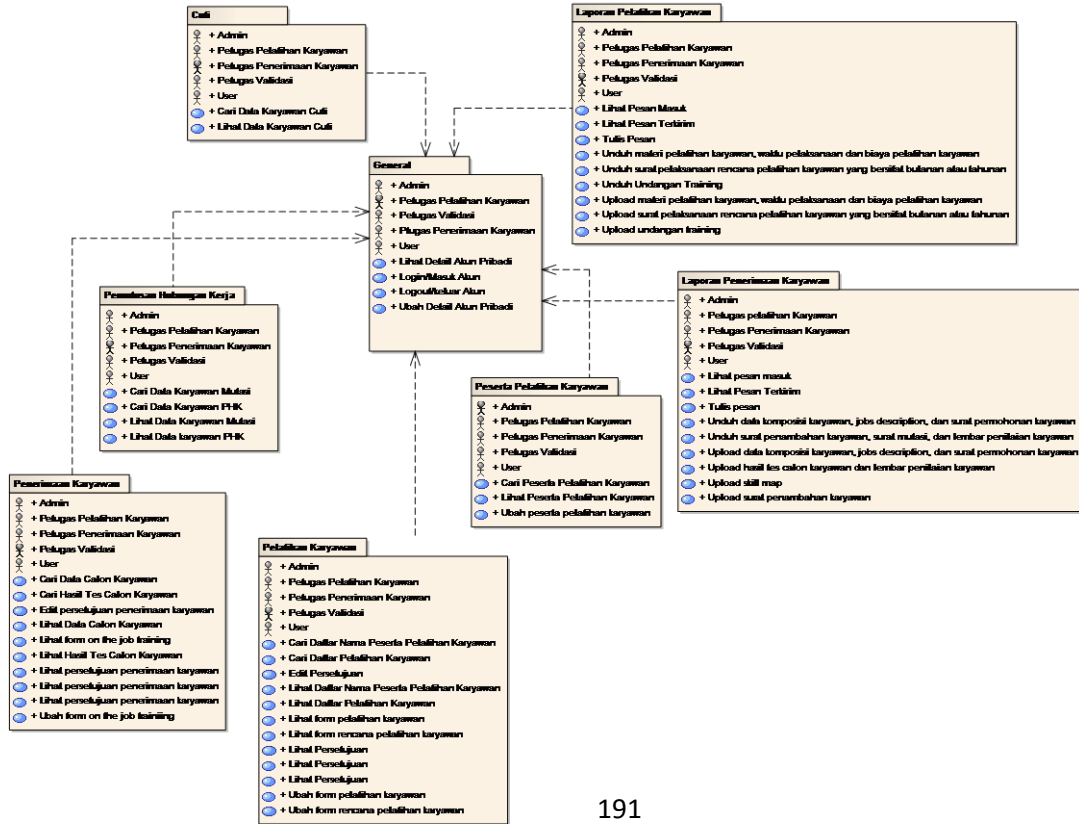 Cuti
+ Admin
+ Petugas Pelatihan Karyawan
+ Petugas Penerimaan Karyawan
+ Petugas Validasi
+ User
+ Cari Data Karyawan Cuti
+ Lihat Data Karyawan Cuti
Laporan Pelatihan Karyawan
+ Admin
+ Petugas Pelatihan Karyawan
+ Petugas Penerimaan Karyawan
+ Petugas Validasi
+ User
+ Lihat Pesan Masuk
+ Lihat Pesan Terkirim
+ Tulis Pesan
+ Unduh materi pelatihan karyawan, waktu pelaksanaan dan biaya pelatihan karyawan
+ Unduh surat pelaksanaan rencana pelatihan karyawan yang bersifat bulanan atau tahunan
+ Unduh Undangan Training
+ Upload materi pelatihan karyawan, waktu pelaksanaan dan biaya pelatihan karyawan
+ Upload surat pelaksanaan rencana pelatihan karyawan yang bersifat bulanan atau tahunan
+ Upload undangan training
General
+ Admin
+ Petugas Pelatihan Karyawan
+ Petugas Validasi
+ Ptugas Penerimaan Karyawan
+ User
+ Lihat Detail Akun Pribadi
+ Login/Masuk Akun
+ Logout/keluar Akun
+ Ubah Detail Akun Pribadi
Pemutusan Hubungan Kerja
+ Admin
+ Petugas Pelatihan Karyawan
+ Petugas Penerimaan Karyawan
+ Petugas Validasi
+ User
+ Cari Data Karyawan Mutasi
+ Cari Data Karyawan PHK
+ Lihat Data Karyawan Mutasi
+ Lihat Data karyawan PHK
Laporan Penerimaan Karyawan
+ Admin
+ Petugas pelatihan Karyawan
+ Petugas Penerimaan Karyawan
+ Petugas Validasi
+ User
+ Lihat pesan masuk
+ Lihat Pesan Terkirim
+ Tulis pesan
+ Unduh data komposisi karyawan, jobs description, dan surat permohonan karyawan
+ Unduh surat penambahan karyawan, surat mutasi, dan lembar penilaian karyawan
+ Upload data komposisi karyawan, jobs description, dan surat permohonan karyawan
+ Upload hasil tes calon karyawan dan lembar penilaian karyawan
+ Upload skill map
+ Upload surat penambahan karyawan
Peserta Pelatihan Karyawan
+ Admin
+ Petugas Pelatihan Karyawan
+ Petugas Penerimaan Karyawan
+ Petugas Validasi
+ User
+ Cari Peserta Pelatihan Karyawan
+ Lihat Peserta Pelatihan Karyawan
+ Ubah peserta pelatihan karyawan
Penerimaan Karyawan
+ Admin
+ Petugas Pelatihan Karyawan
+ Petugas Penerimaan Karyawan
+ Petugas Validasi
+ User
+ Cari Data Calon Karyawan
+ Cari Hasil Tes Calon Karyawan
+ Edit persetujuan penerimaan karyawan
+ Lihat Data Calon Karyawan
+ Lihat form on the job training
+ Lihat Hasil Tes Calon Karyawan
+ Lihat persetujuan penerimaan karyawan
+ Lihat persetujuan penerimaan karyawan
+ Lihat persetujuan penerimaan karyawan
+ Ubah form on the job trainiing
Pelatihan Karyawan
+ Admin
+ Petugas Pelatihan Karyawan
+ Petugas Penerimaan Karyawan
+ Petugas Validasi
+ User
+ Cari Daftar Nama Peserta Pelatihan Karyawan
+ Cari Daftar Pelatihan Karyawan
+ Edit Persetujuan
+ Lihat Daftar Nama Peserta Pelatihan Karyawan
+ Lihat Daftar Pelatihan Karyawan
+ Lihat form pelatihan karyawan
+ Lihat form rencana pelatihan karyawan
+ Lihat Persetujuan
+ Lihat Persetujuan
+ Lihat Persetujuan
+ Ubah form pelatihan karyawan
+ Ubah form rencana pelatihan karyawan
191